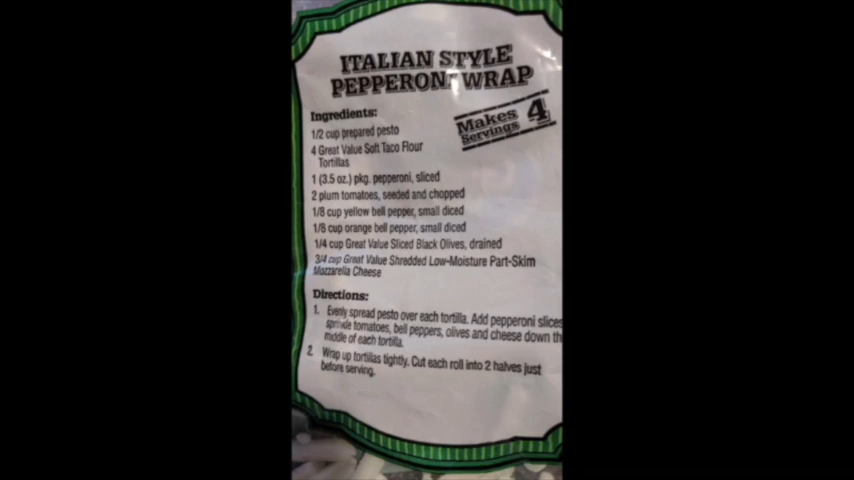 ITALIAN STYLE
PEPPERONI WRAP
Ingredients:
Makes 4
Servings
1/2 cup prepared pesto
4 Great Value Soft Taco Flour
Tortillas
1 (3.5 oz.) pkg. pepperoni, sliced
2 plum tomatoes, seeded and chopped
1/8 cup yellow bell pepper, small diced
1/8 cup orange bell pepper, small diced
1/4 cup Great Value Sliced Black Olives, drained
3/4 cup Great Value Shredded Low-Moisture Part-Skim
Mozzarella Cheese
Directions:
1. Evenly spread pesto over each tortilla. Add pepperoni slices
sprinkle tomatoes, bell peppers, olives and cheese down th
middle of each tortilla.
2. Wrap up tortillas tightly. Cut each roll into 2 halves just
before serving.